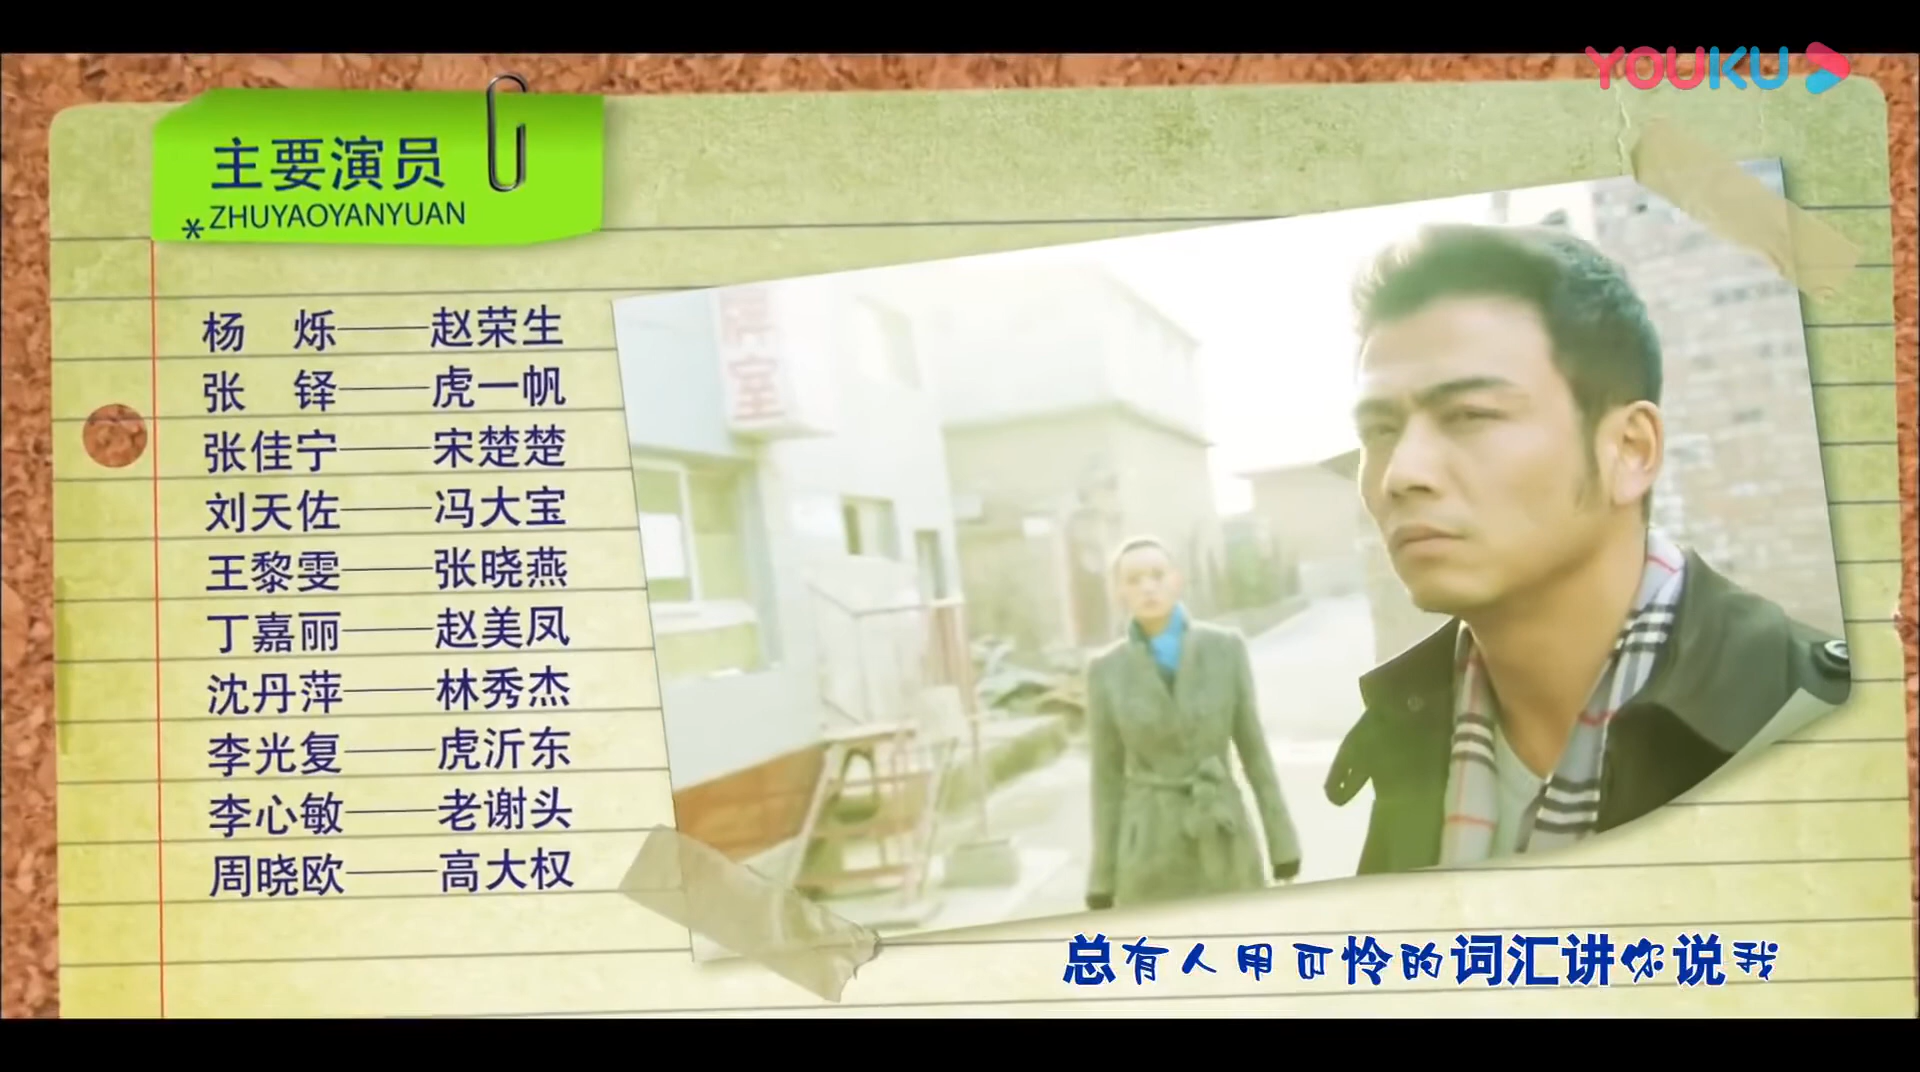 YOUKU
主要演员
*ZHUYAOYANYUAN
杨 烁——赵荣生
张 铎——虎一帆
张佳宁——宋楚楚
刘天佐——冯大宝
王黎雯——张晓燕
丁嘉丽——赵美凤
沈丹萍——林秀杰
李光复——虎沂东
李心敏——老谢头
周晓欧——高大权
总有人用可怜的词汇讲你说我